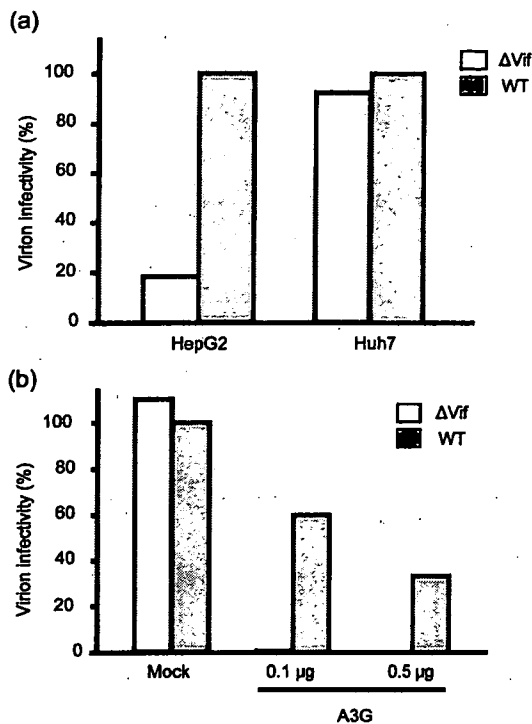 (a)
ΔVif
WT
Virion Infectivity (%)
100
80
60
40
20
0
HepG2
Huh7
(b)
ΔVif
WT
Virion Infectivity (%)
100
80
60
40
20
0
Mock
0.1 µg
0.5 µg
A3G